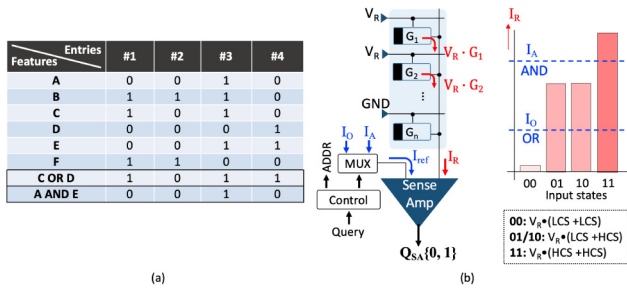 Entries
Features
#1 #2 #3 #4
A 0 0 1 0
B 1 1 1 0
C 1 0 1 0
D 0 0 0 1
E 0 0 1 1
F 1 1 0 0
C OR D 1 0 1 1
A AND E 0 0 1 0
(a)
V_R
G_1
V_R · G_1
V_R
G_2
V_R · G_2
⋮
GND
G_n
I_O I_A
ADDR
MUX
I_ref
I_R
Control
Sense
Amp
Query
Q_SA{0, 1}
(b)
I_R
I_A
AND
I_O
OR
00 01 10 11
Input states
00: V_R•(LCS +LCS)
01/10: V_R•(LCS +HCS)
11: V_R•(HCS +HCS)